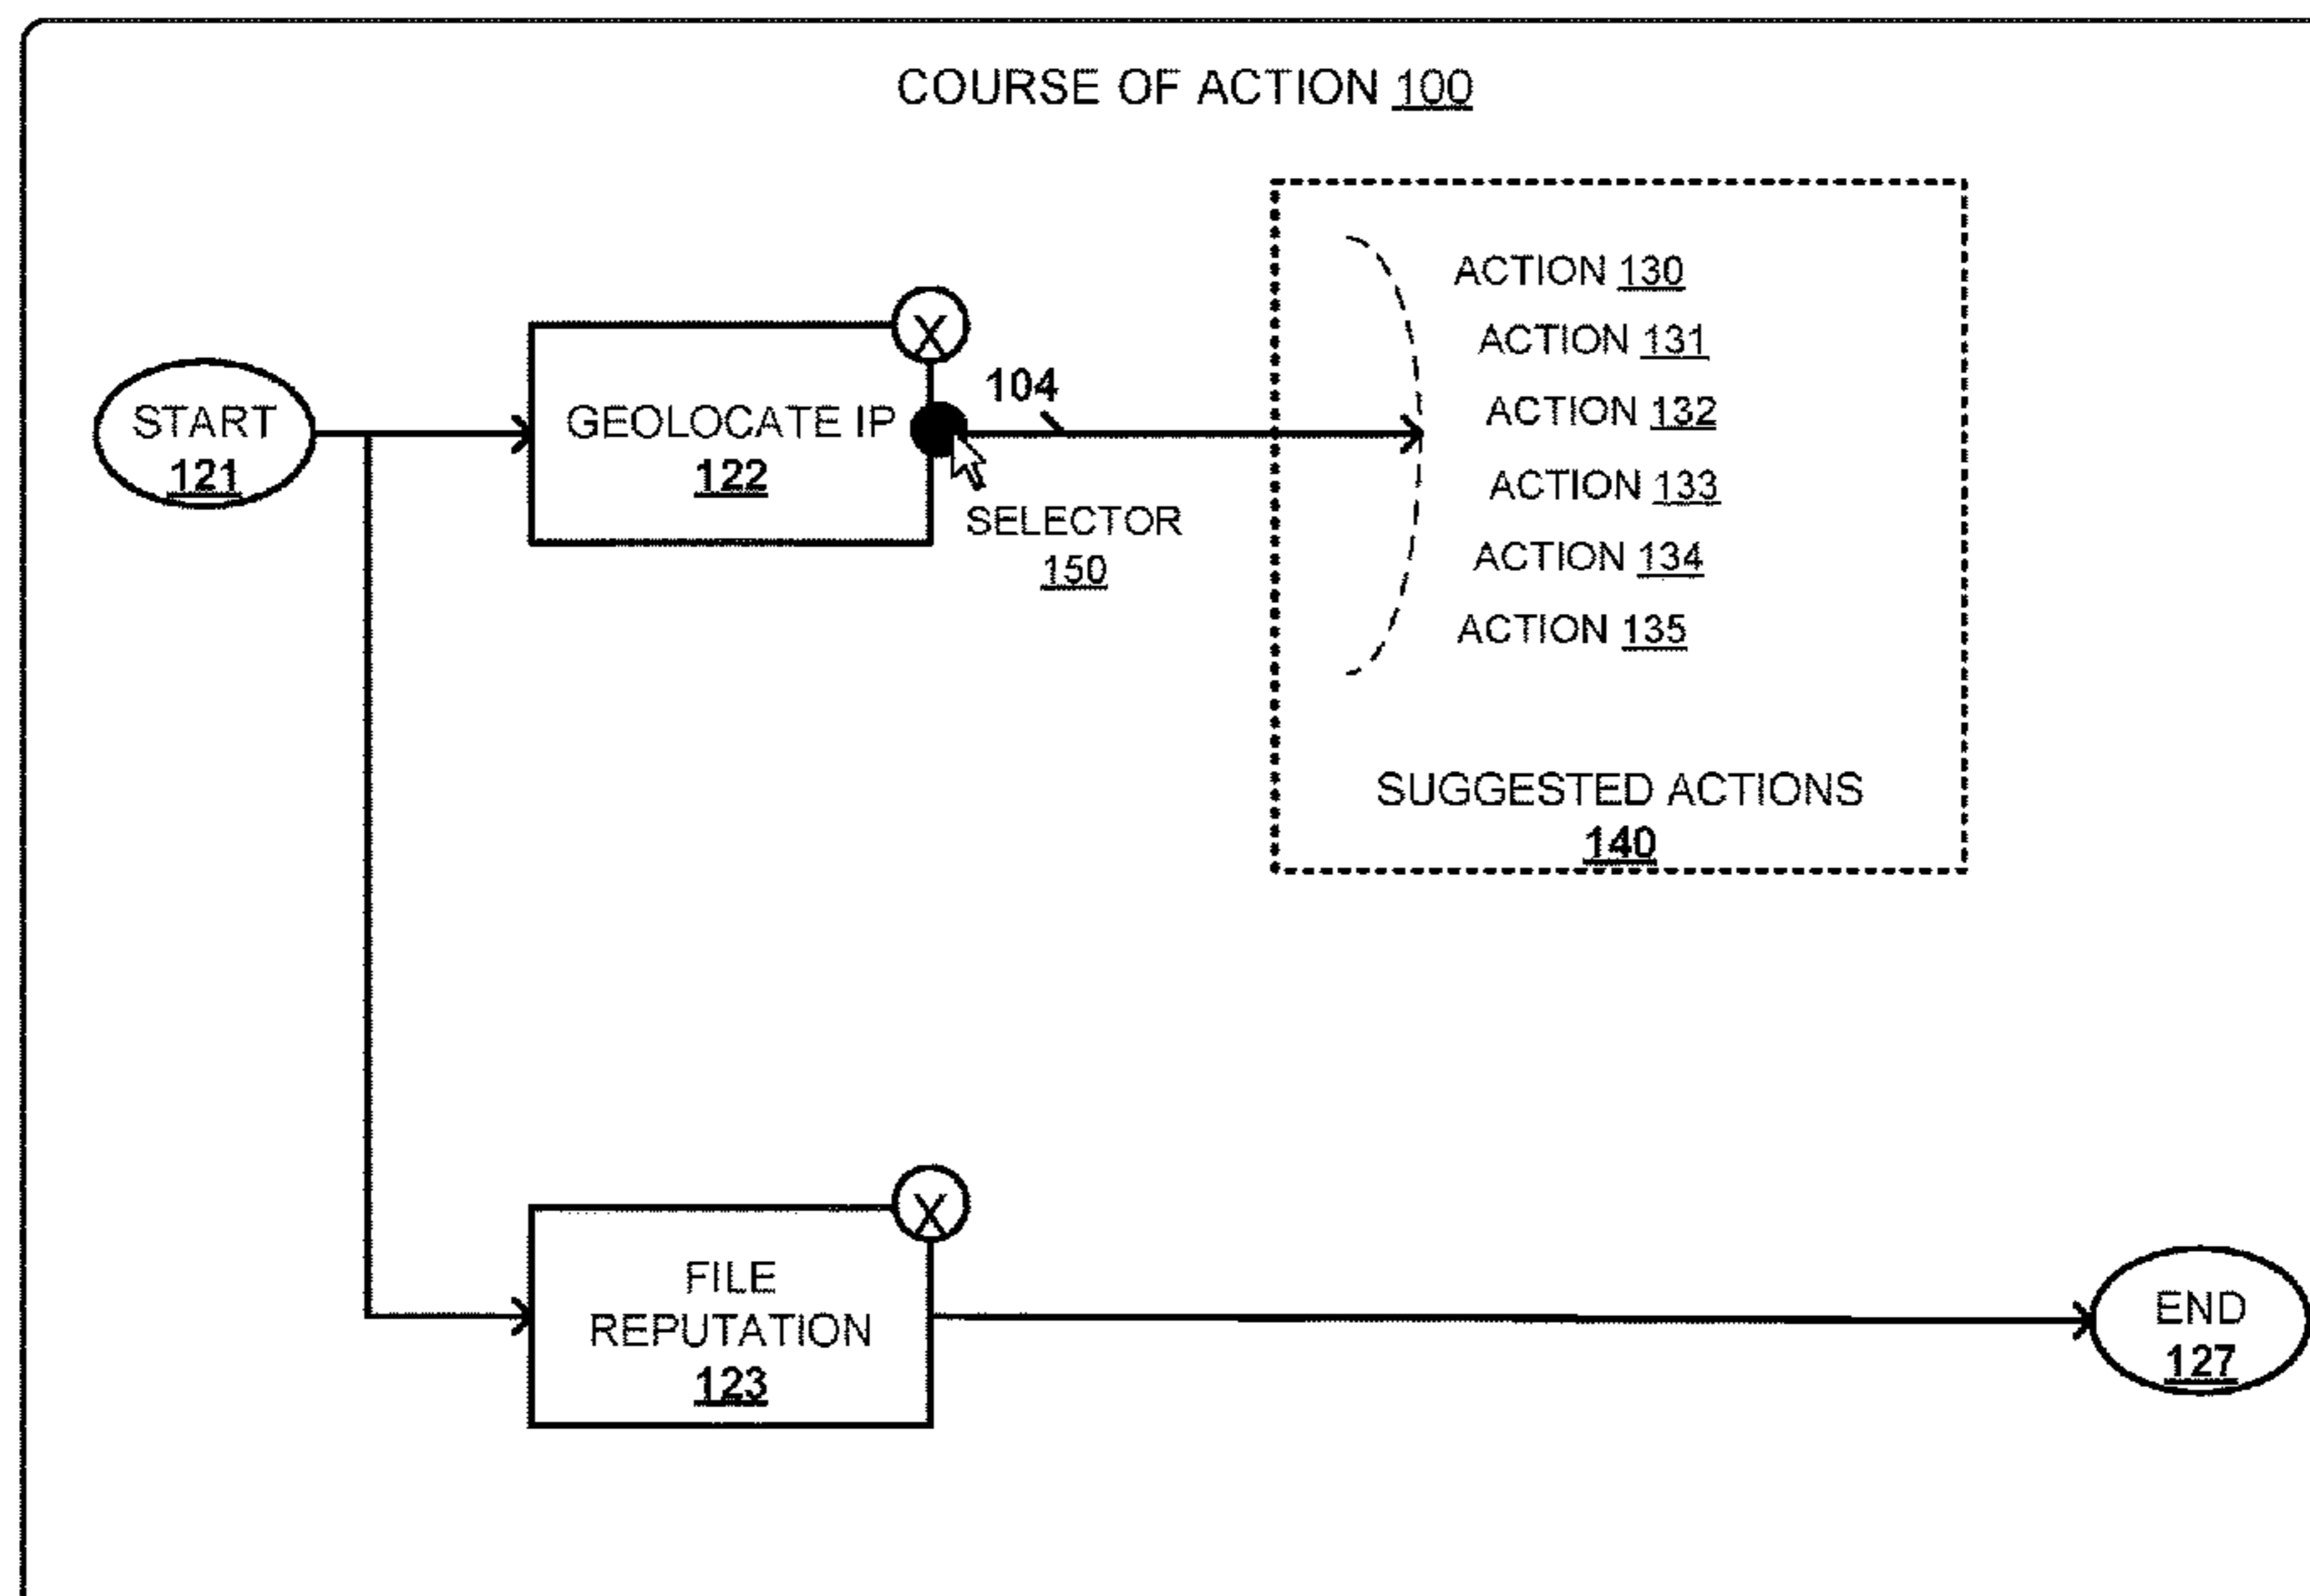 COURSE OF ACTION 100
START
121
X
GEOLOCATE IP
122
104
SELECTOR
150
ACTION 130
ACTION 131
ACTION 132
ACTION 133
ACTION 134
ACTION 135
SUGGESTED ACTIONS
140
X
FILE
REPUTATION
123
END
127